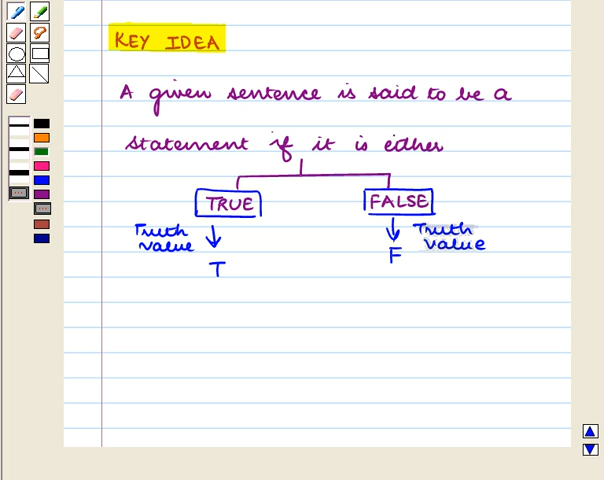 KEY IDEA
A given sentence is said to be a
statement if it is either
TRUE FALSE
Truth value Truth value
T F